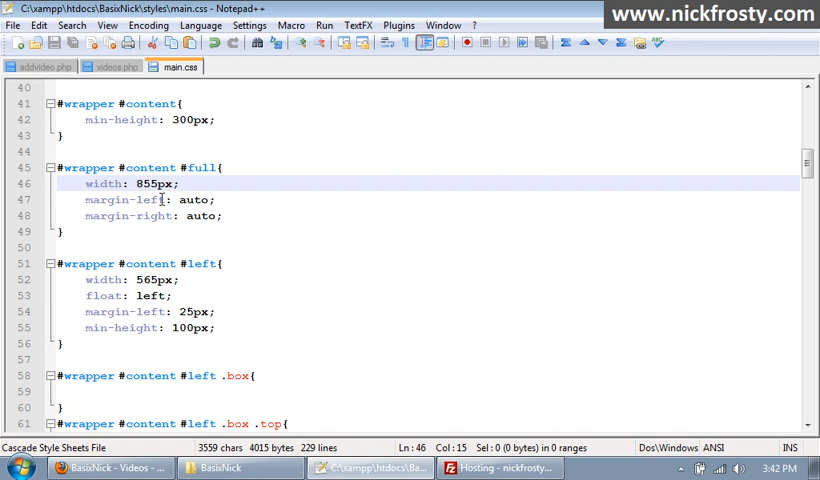 C:\xampp\htdocs\BasixNick\styles\main.css - Notepad++
www.nickfrosty.com
File Edit Search View Encoding Language Settings Macro Run TextFX Plugins Window ?
addvideo.php videos.php main.css
40
41 #wrapper #content{
42 min-height: 300px;
43 }
44
45 #wrapper #content #full{
46 width: 855px;
47 margin-left: auto;
48 margin-right: auto;
49 }
50
51 #wrapper #content #left{
52 width: 565px;
53 float: left;
54 margin-left: 25px;
55 min-height: 100px;
56 }
57
58 #wrapper #content #left .box{
59
60 }
61 #wrapper #content #left .box .top{
Cascade Style Sheets File 3559 chars 4015 bytes 229 lines Ln : 46 Col : 15 Sel : 0 (0 bytes) in 0 ranges Dos\Windows ANSI INS
BasixNick - Videos - ... BasixNick C:\xampp\htdocs\Ba... Hosting - nickfrosty... 3:42 PM